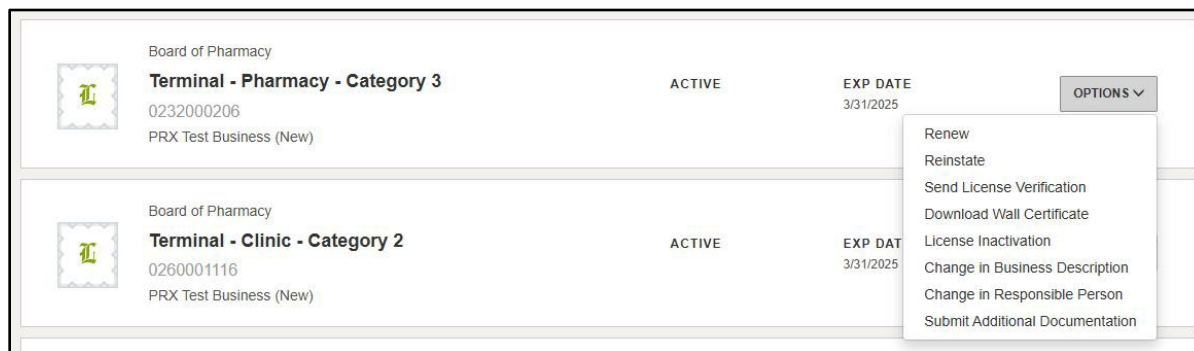 Board of Pharmacy
Terminal - Pharmacy - Category 3
0232000206
PRX Test Business (New)
ACTIVE
EXP DATE
3/31/2025
OPTIONS
Renew
Reinstate
Send License Verification
Download Wall Certificate
License Inactivation
Change in Business Description
Change in Responsible Person
Submit Additional Documentation
L
Board of Pharmacy
Terminal - Clinic - Category 2
0260001116
PRX Test Business (New)
ACTIVE
EXP DAT
3/31/2025
L